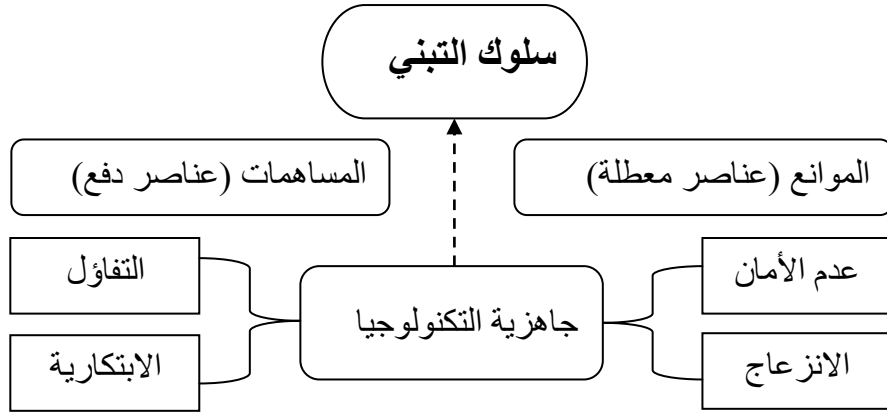 سلوك التبني
الموانع (عناصر معطلة)
المساهمات (عناصر دفع)
عدم الأمان
التفاؤل
جاهزية التكنولوجيا
الانزعاج
الابتكارية